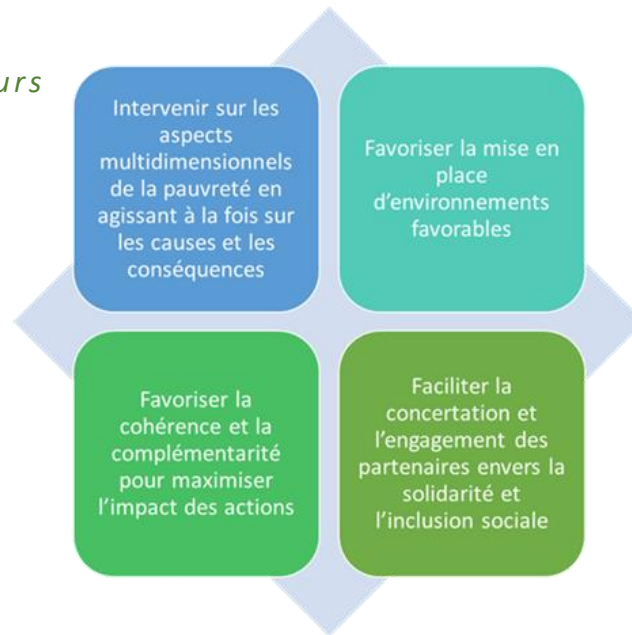 urs
Intervenir sur les
aspects
multidimensionnels
de la pauvreté en
agissant à la fois sur
les causes et les
conséquences
Favoriser la mise en
place
d'environnements
favorables
Favoriser la
cohérence et la
complémentarité
pour maximiser
l'impact des actions
Faciliter la
concertation et
l'engagement des
partenaires envers la
solidarité et
l'inclusion sociale